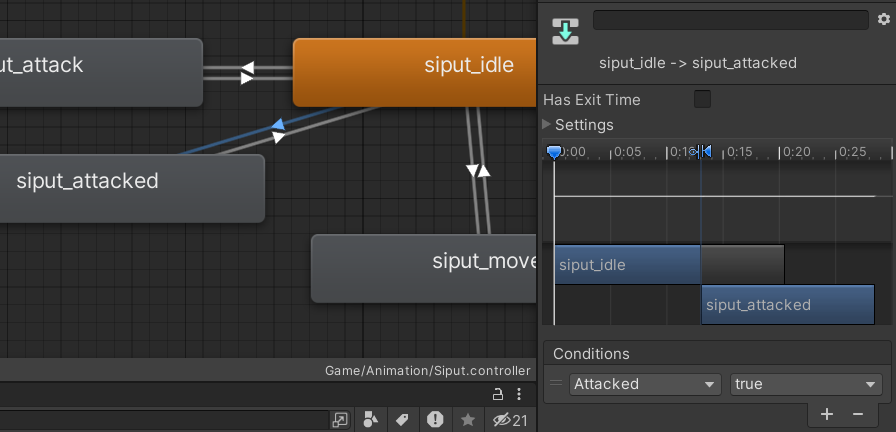 ut_attack
siput_idle
siput_attacked
siput_move
Game/Animation/Siput.controller
21
siput_idle -> siput_attacked
Has Exit Time
Settings
0:00 0:05 0:10 0:15 0:20 0:25
siput_idle
siput_attacked
Conditions
Attacked true